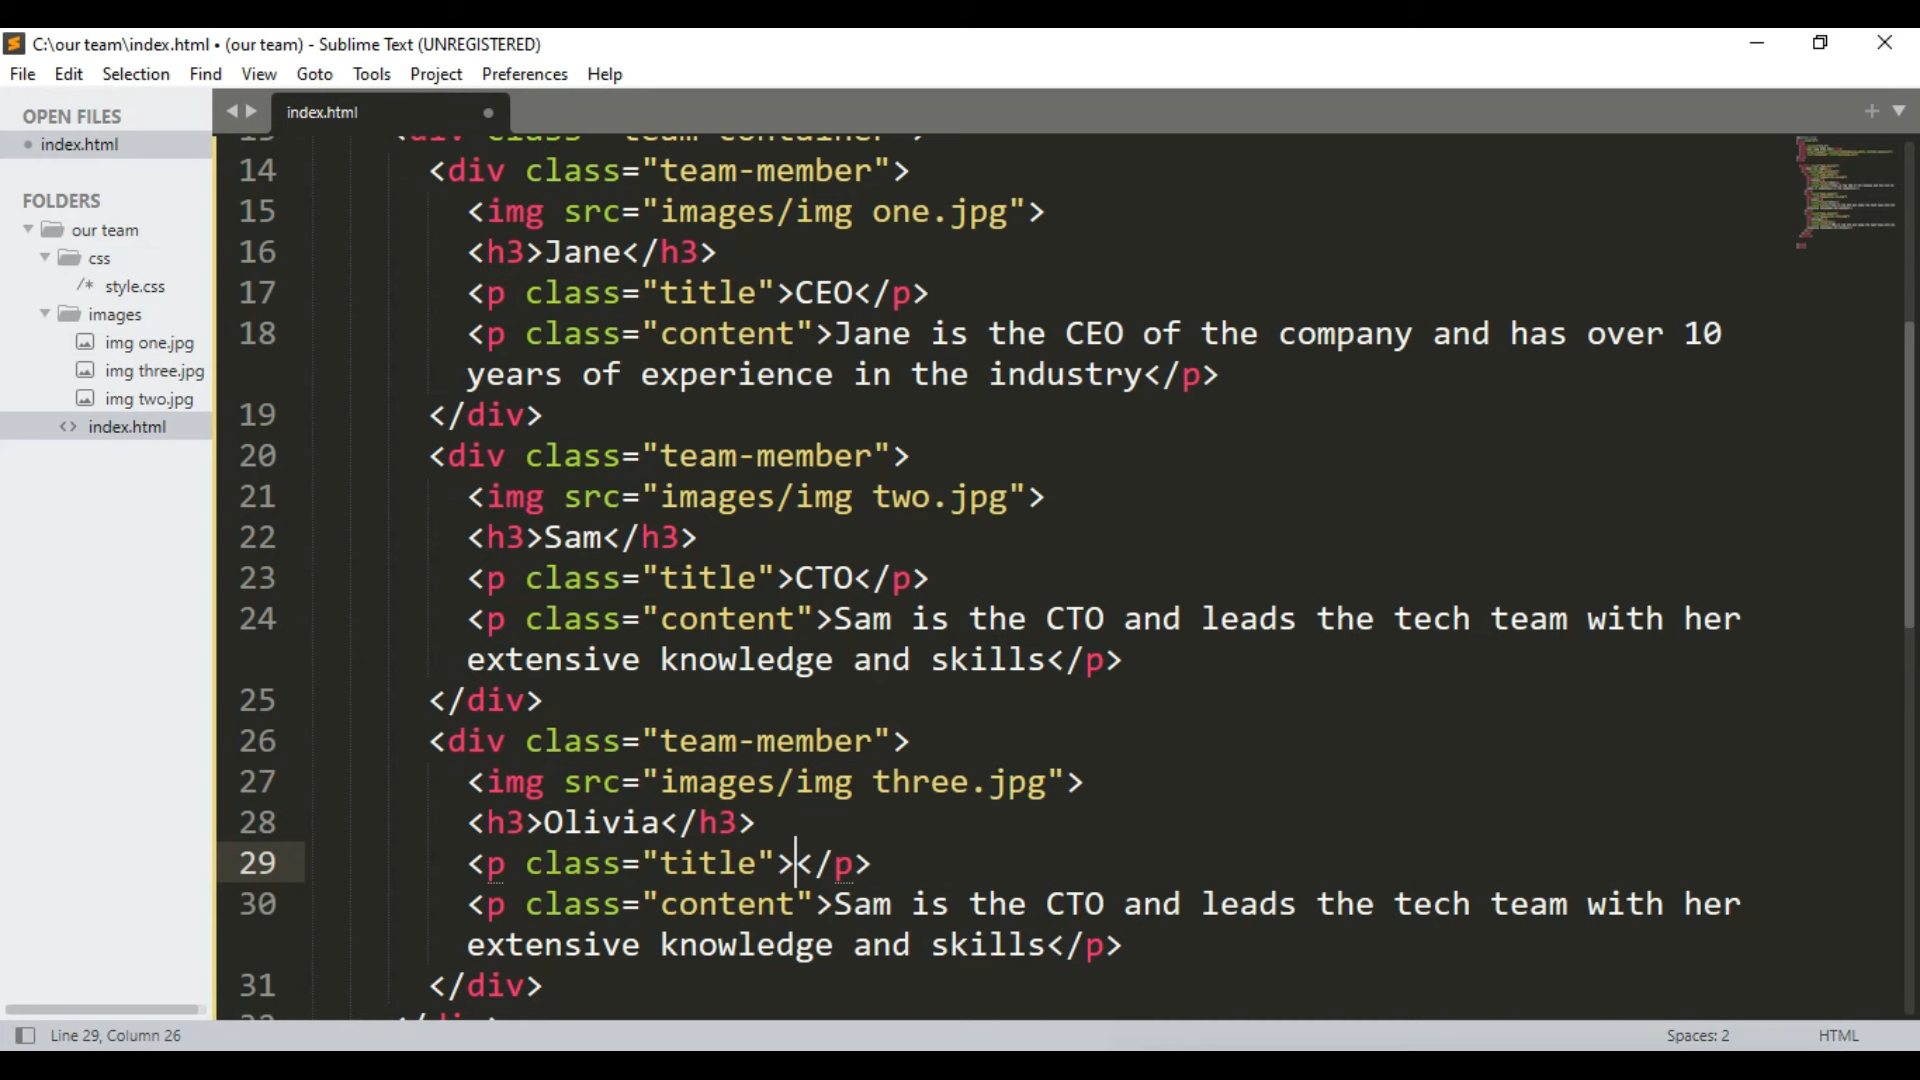 C:\our team\index.html • (our team) - Sublime Text (UNREGISTERED)
File Edit Selection Find View Goto Tools Project Preferences Help
OPEN FILES
index.html
FOLDERS
our team
css
/* style.css
images
img one.jpg
img three.jpg
img two.jpg
<> index.html
index.html
13 <div class="team-container">
14 <div class="team-member">
15 <img src="images/img one.jpg">
16 <h3>Jane</h3>
17 <p class="title">CEO</p>
18 <p class="content">Jane is the CEO of the company and has over 10
years of experience in the industry</p>
19 </div>
20 <div class="team-member">
21 <img src="images/img two.jpg">
22 <h3>Sam</h3>
23 <p class="title">CTO</p>
24 <p class="content">Sam is the CTO and leads the tech team with her
extensive knowledge and skills</p>
25 </div>
26 <div class="team-member">
27 <img src="images/img three.jpg">
28 <h3>Olivia</h3>
29 <p class="title"></p>
30 <p class="content">Sam is the CTO and leads the tech team with her
extensive knowledge and skills</p>
31 </div>
32 </div>
Line 29, Column 26
Spaces: 2
HTML